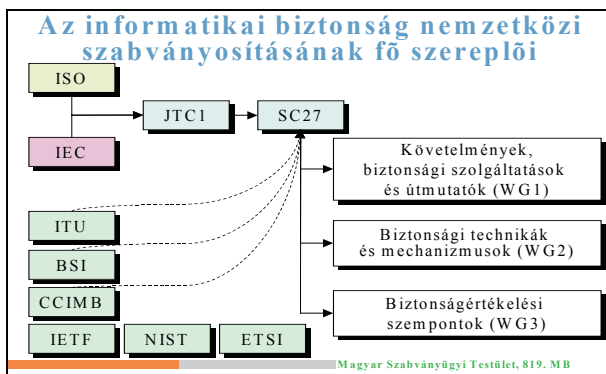 Az informatikai biztonság nemzetközi
szabványosításának fõ szereplõi
ISO
JTC1
SC27
IEC
Követelmények,
biztonsági szolgáltatások
és útmutatók (WG1)
ITU
BSI
Biztonsági technikák
és mechanizmusok (WG2)
CCIMB
Biztonságértékelési
szempontok (WG3)
IETF
NIST
ETSI
Magyar Szabványügyi Testület, 819. MB